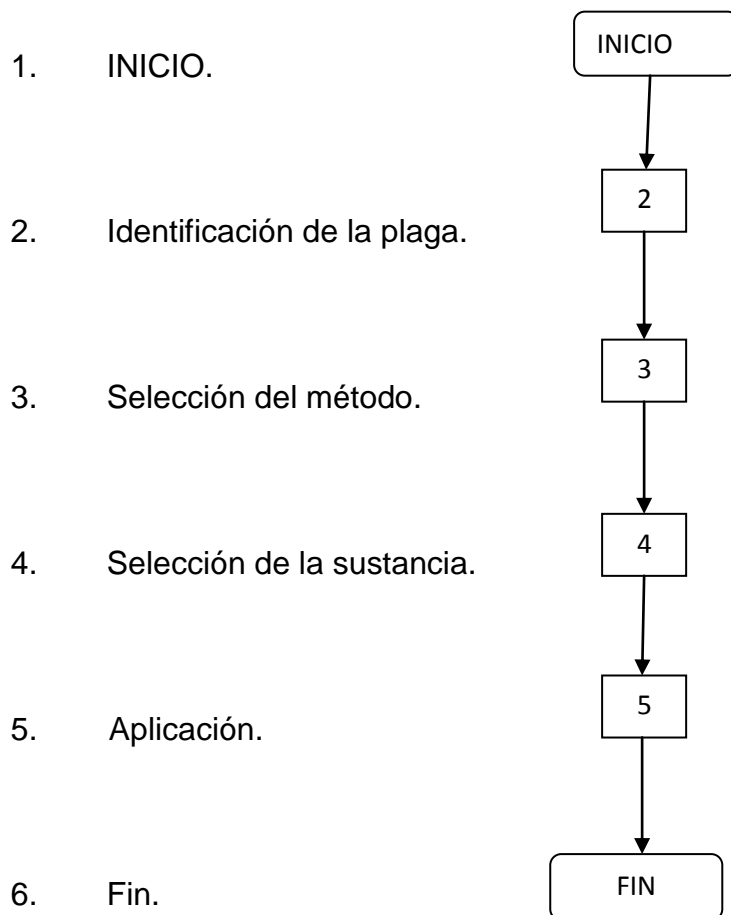 INICIO
1. INICIO.
2
2. Identificación de la plaga.
3
3. Selección del método.
4
4. Selección de la sustancia.
5
5. Aplicación.
FIN
6. Fin.